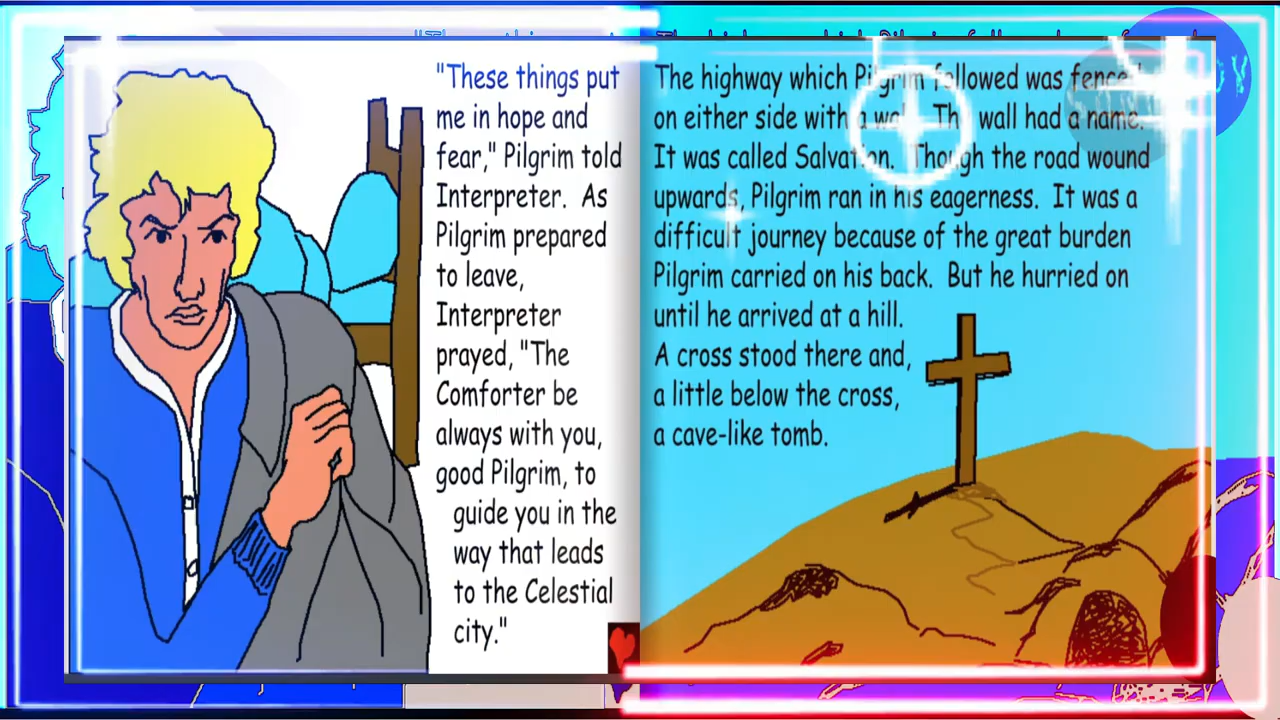 "These things put
me in hope and
fear," Pilgrim told
Interpreter. As
Pilgrim prepared
to leave,
Interpreter
prayed, "The
Comforter be
always with you,
good Pilgrim, to
guide you in the
way that leads
to the Celestial
city."
The highway which Pilgrim followed was fenced
on either side with a wall. The wall had a name.
It was called Salvation. Though the road wound
upwards, Pilgrim ran in his eagerness. It was a
difficult journey because of the great burden
Pilgrim carried on his back. But he hurried on
until he arrived at a hill.
A cross stood there and,
a little below the cross,
a cave-like tomb.